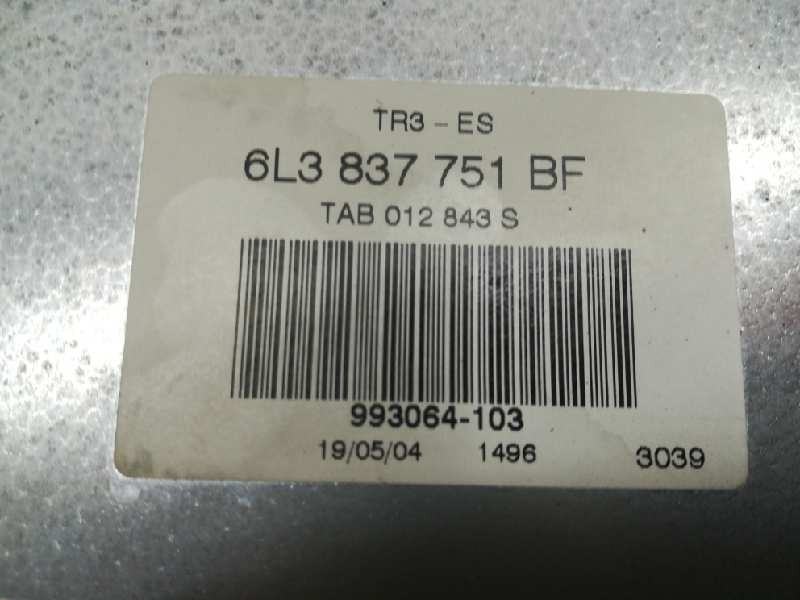 TR3 - ES
6L3 837 751 BF
TAB 012 843 S
993064-103
19/05/04 1496 3039